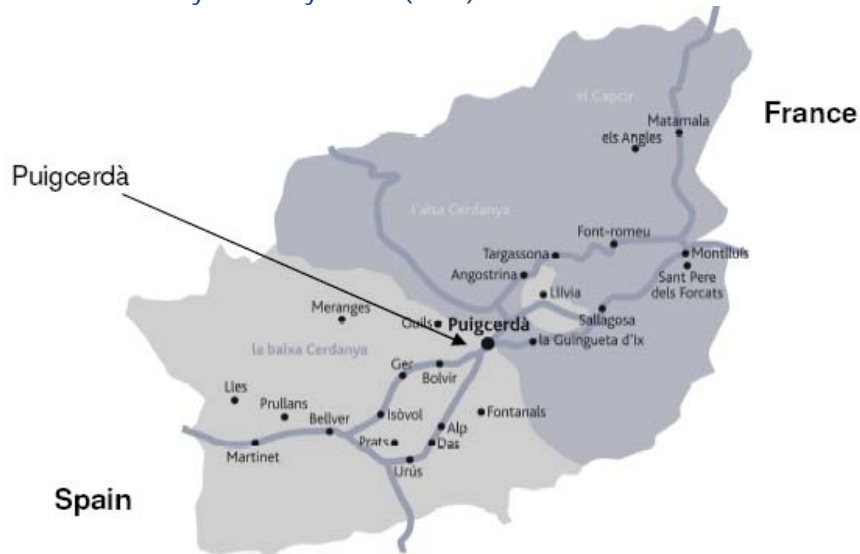 France
el Capcir
Matamala
els Angles
Puigcerdà
l'alta Cerdanya
Font-romeu
Targassona
Montlluís
Angostrina
Sant Pere
dels Forcats
Llívia
Meranges
Sallagosa
Puigcerdà
la Guingueta d'Ix
la baixa Cerdanya
Ger
Bolvir
Lles
Prullans
Isòvol
Fontanals
Bellver
Alp
Prats
Das
Martinet
Urús
Spain